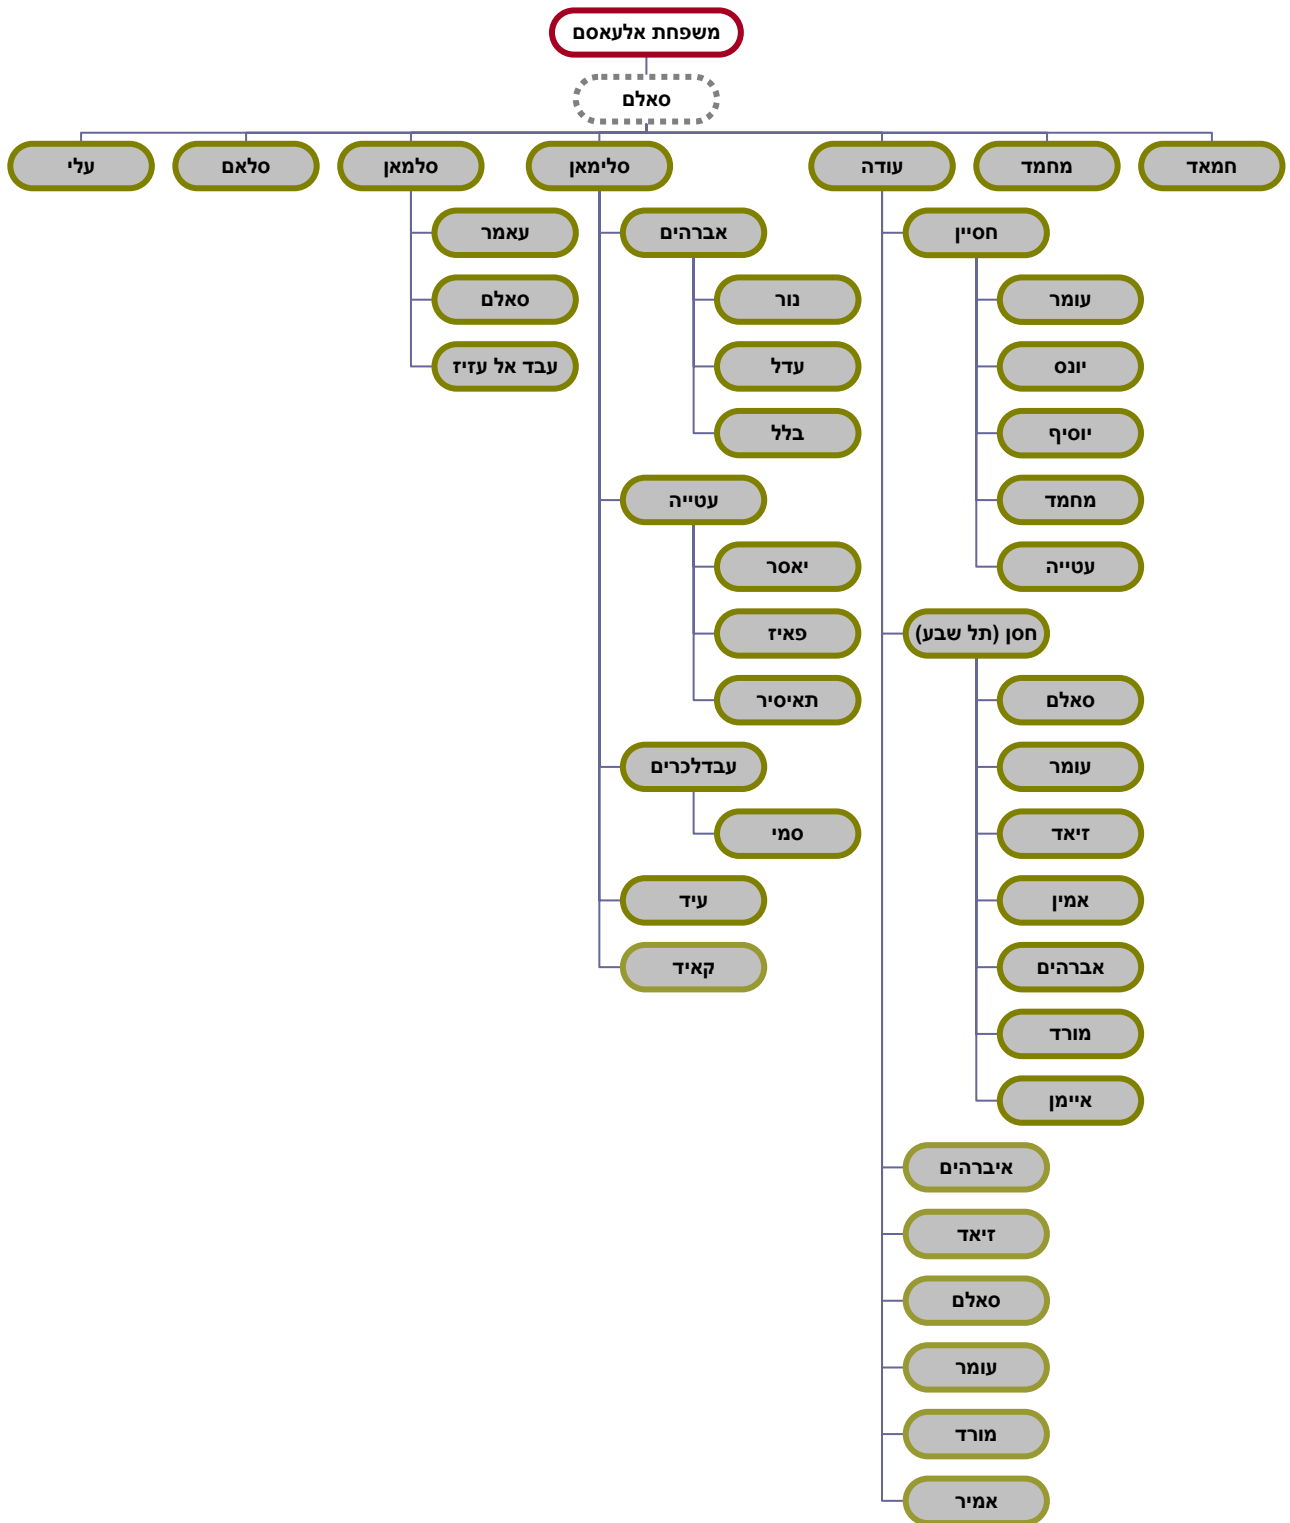 משפחת אלעאסם
סאלם
חמאד
מחמד
עודה
סלימאן
סלמאן
סלאם
עלי
חסיין
עומר
יונס
יוסיף
מחמד
עטייה
חסן (תל שבע)
סאלם
עומר
זיאד
אמין
אברהים
מורד
איימן
איברהים
זיאד
סאלם
עומר
מורד
אמיר
אברהים
נור
עדל
בלל
עטייה
יאסר
פאיז
תאיסיר
עבדלכרים
סמי
עיד
קאיד
עאמר
סאלם
עבד אל עזיז